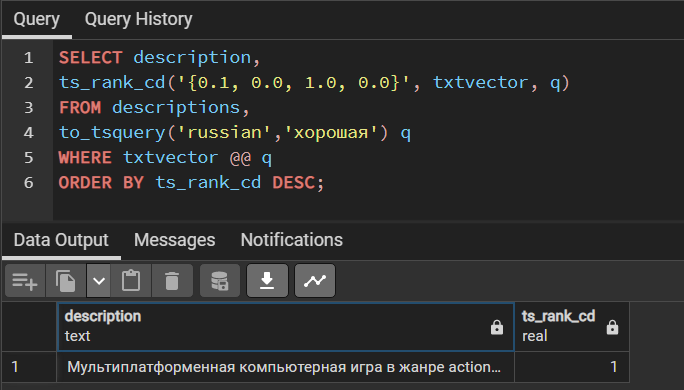 Query Query History
1 SELECT description,
2 ts_rank_cd('{0.1, 0.0, 1.0, 0.0}', txtvector, q)
3 FROM descriptions,
4 to_tsquery('russian','хорошая') q
5 WHERE txtvector @@ q
6 ORDER BY ts_rank_cd DESC;
Data Output Messages Notifications
description ts_rank_cd
text real
1 Мультиплатформенная компьютерная игра в жанре action... 1